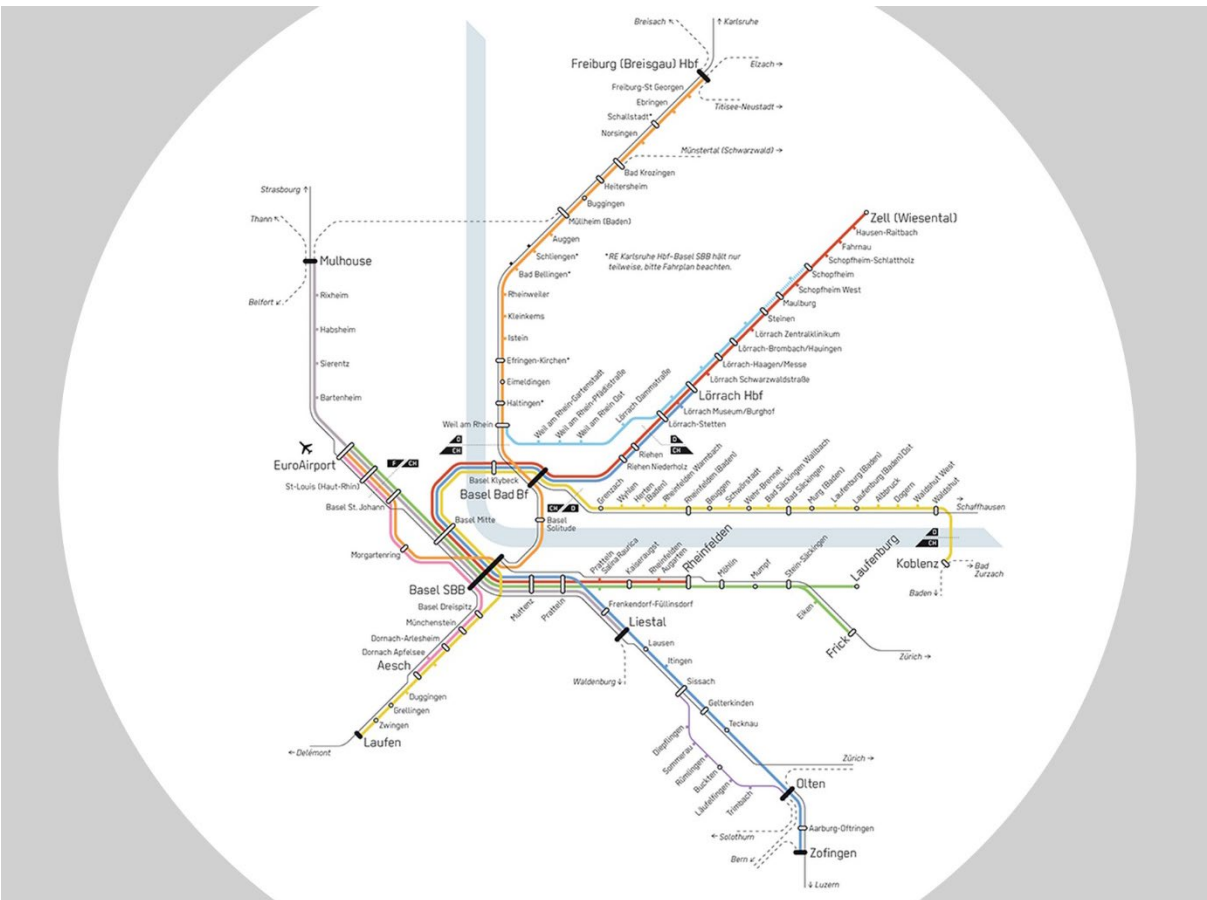 Breisach ↖
↑ Karlsruhe
Freiburg (Breisgau) Hbf
Elzach →
Freiburg-St Georgen
Ebringen
Titisee-Neustadt →
Schallstadt*
Norsingen
Münstertal (Schwarzwald) →
Bad Krozingen
Heitersheim
Buggingen
Müllheim (Baden)
Auggen
Schliengen*
Bad Bellingen*
Rheinweiler
Kleinkems
Istein
Efringen-Kirchen*
Eimeldingen
Haltingen*
Weil am Rhein
*RE Karlsruhe Hbf–Basel SBB hält nur
teilweise, bitte Fahrplan beachten.
Strasbourg ↑
Thann ↖
Mulhouse
Belfort ↙
Rixheim
Habsheim
Sierentz
Bartenheim
EuroAirport
St-Louis (Haut-Rhin)
Basel St. Johann
F CH
Zell (Wiesental)
Hausen-Raitbach
Fahrnau
Schopfheim-Schlattholz
Schopfheim
Schopfheim West
Maulburg
Steinen
Lörrach Zentralklinikum
Lörrach-Brombach/Hauingen
Lörrach-Haagen/Messe
Lörrach Schwarzwaldstraße
Lörrach Hbf
Lörrach Museum/Burghof
Lörrach-Stetten
Weil am Rhein-Gartenstadt
Weil am Rhein-Pfädlistraße
Weil am Rhein Ost
Lörrach Dammstraße
D
CH
D
CH
Riehen
Riehen Niederholz
Basel Klybeck
Basel Bad Bf
CH D
Basel
Solitude
Basel Mitte
Morgartenring
Basel SBB
Grenzach
Wyhlen
Herten
(Baden)
Rheinfelden Warmbach
Rheinfelden (Baden)
Beuggen
Schwörstadt
Wehr-Brennet
Bad Säckingen Wallbach
Bad Säckingen
Murg (Baden)
Laufenburg (Baden)
Laufenburg (Baden) Ost
Albbruck
Dogern
Waldshut West
Waldshut
Schaffhausen →
D
CH
Koblenz
→ Bad
Zurzach
Baden ↓
Muttenz
Pratteln
Pratteln
Salina Raurica
Kaiseraugst
Rheinfelden
Augarten
Rheinfelden
Möhlin
Mumpf
Stein-Säckingen
Laufenburg
Eiken
Frick
Zürich →
Basel Dreispitz
Münchenstein
Dornach-Arlesheim
Dornach Apfelsee
Aesch
Duggingen
Grellingen
Zwingen
Laufen
← Delémont
Frenkendorf-Füllinsdorf
Liestal
Waldenburg ↓
Lausen
Itingen
Sissach
Gelterkinden
Tecknau
Diepflingen
Sommerau
Rümlingen
Buckten
Läufelfingen
Trimbach
Zürich →
Olten
← Solothurn
Aarburg-Oftringen
Bern ↙
Zofingen
↓ Luzern